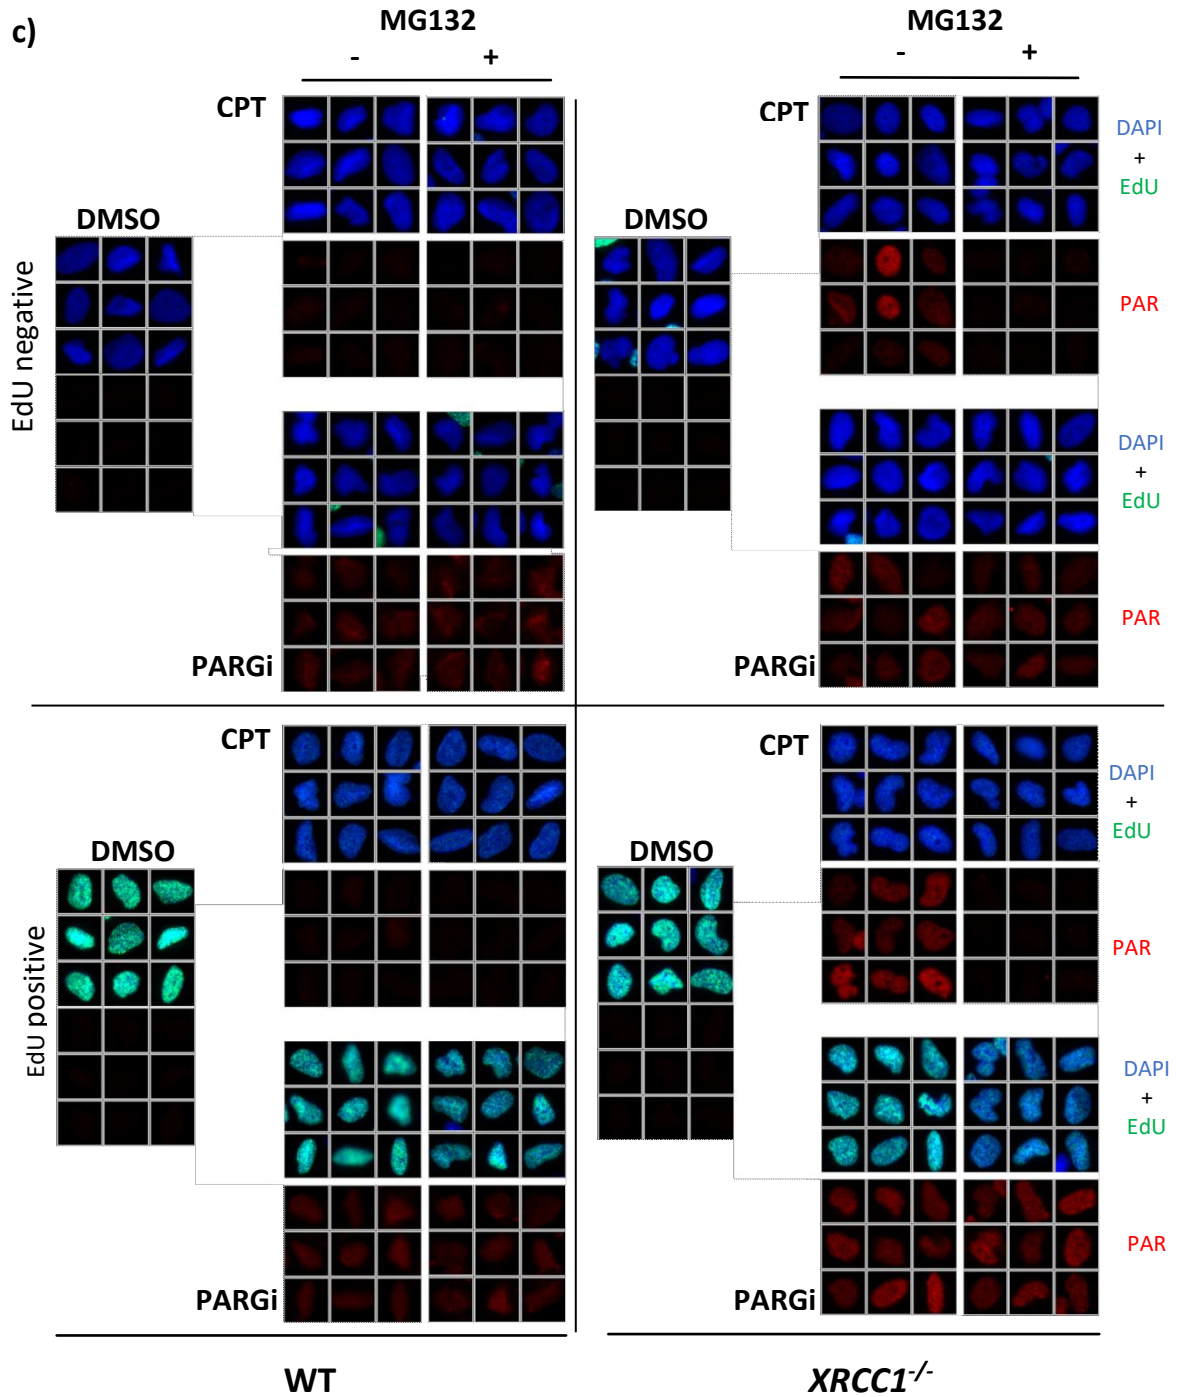 c)
MG132
- +
MG132
- +
CPT
CPT
DAPI
+
EdU
DMSO
DMSO
EdU negative
PAR
DAPI
+
EdU
PAR
PARGi
PARGi
CPT
CPT
DAPI
+
EdU
DMSO
DMSO
EdU positive
PAR
DAPI
+
EdU
PAR
PARGi
PARGi
WT
XRCC1-/-